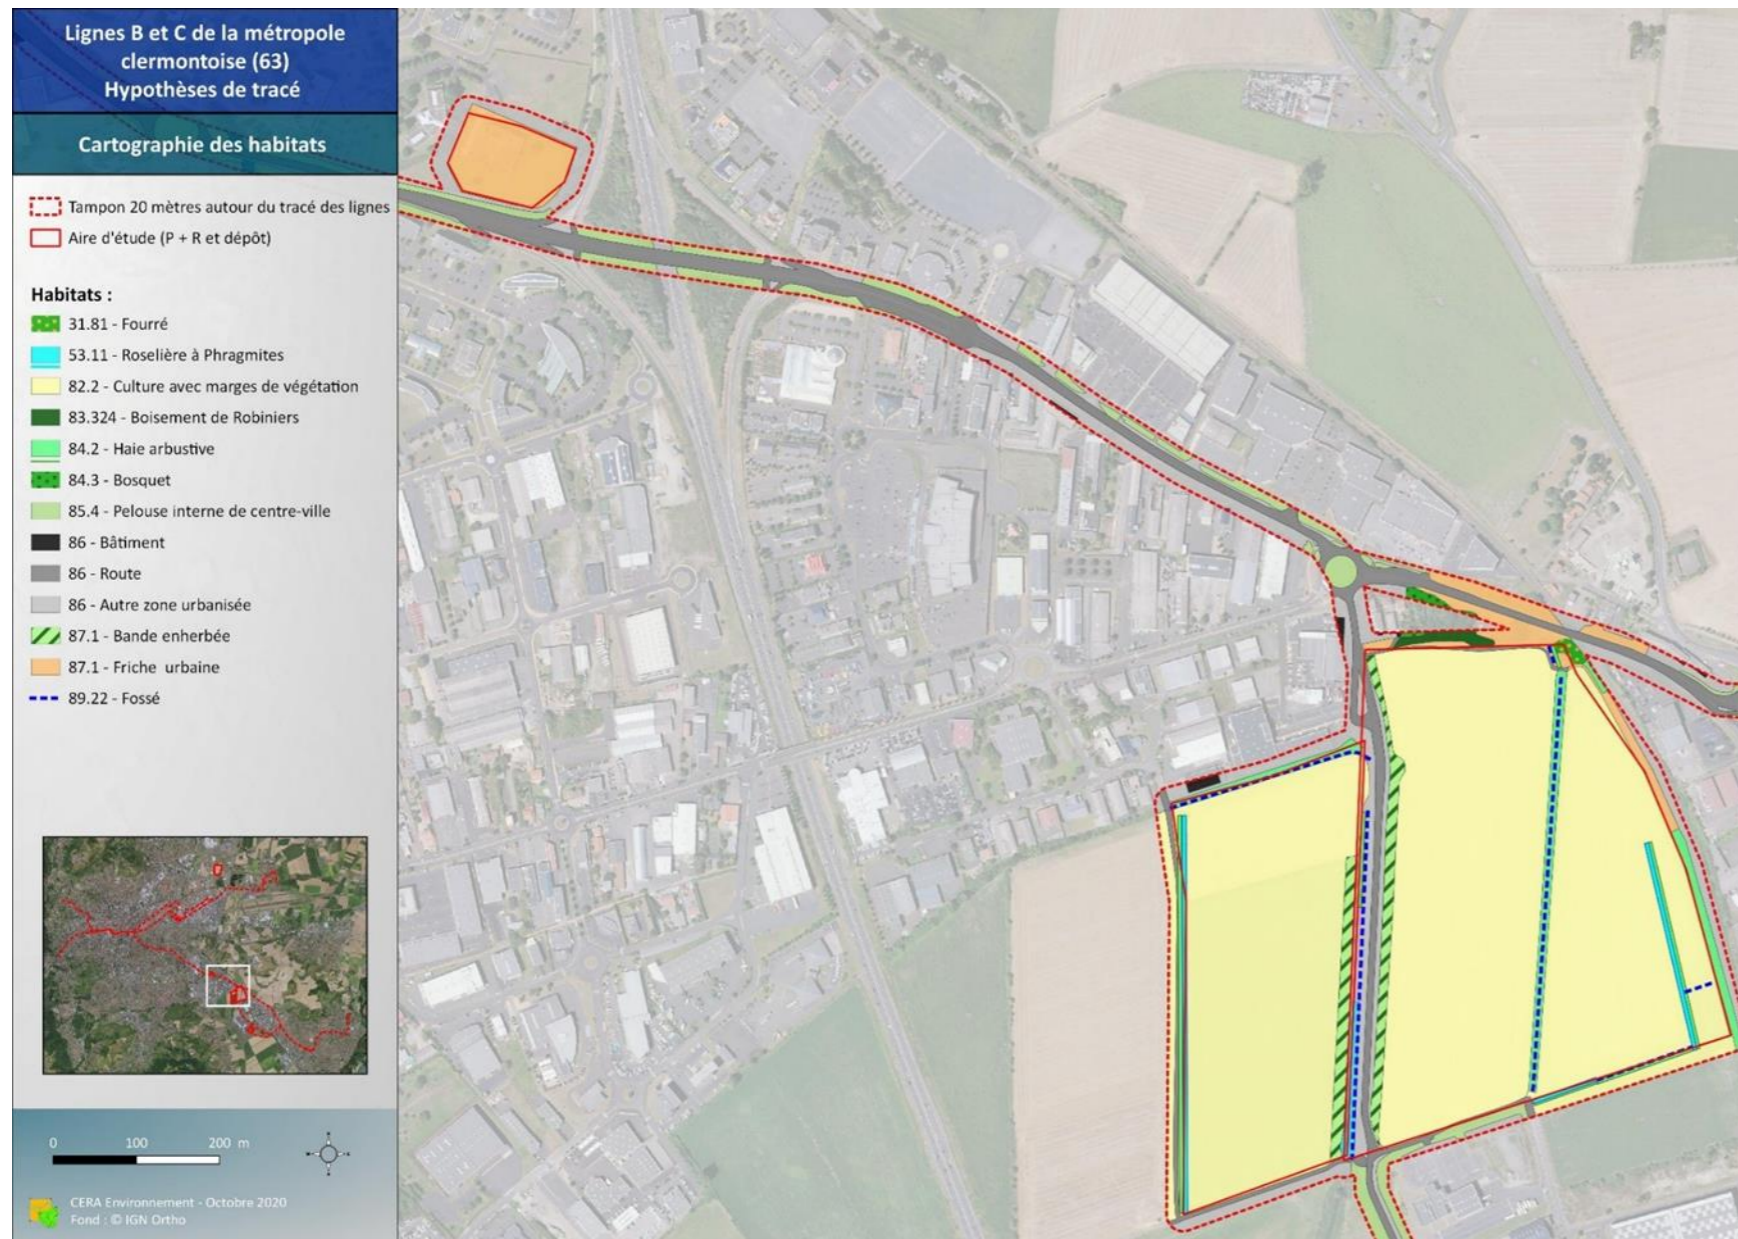 Lignes B et C de la métropole
clermontoise (63)
Hypothèses de tracé
Cartographie des habitats
Tampon 20 mètres autour du tracé des lignes
Aire d'étude (P + R et dépôt)
Habitats :
31.81 - Fourré
53.11 - Roselière à Phragmites
82.2 - Culture avec marges de végétation
83.324 - Boisement de Robiniers
84.2 - Haie arbustive
84.3 - Bosquet
85.4 - Pelouse interne de centre-ville
86 - Bâtiment
86 - Route
86 - Autre zone urbanisée
87.1 - Bande enherbée
87.1 - Friche urbaine
89.22 - Fossé
0 100 200 m
CERA Environnement - Octobre 2020
Fond : © IGN Ortho